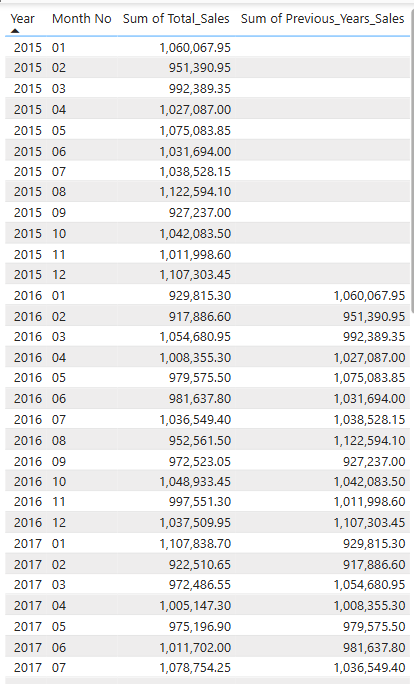 Year Month No Sum of Total_Sales Sum of Previous_Years_Sales
2015 01 1,060,067.95
2015 02 951,390.95
2015 03 992,389.35
2015 04 1,027,087.00
2015 05 1,075,083.85
2015 06 1,031,694.00
2015 07 1,038,528.15
2015 08 1,122,594.10
2015 09 927,237.00
2015 10 1,042,083.50
2015 11 1,011,998.60
2015 12 1,107,303.45
2016 01 929,815.30 1,060,067.95
2016 02 917,886.60 951,390.95
2016 03 1,054,680.95 992,389.35
2016 04 1,008,355.30 1,027,087.00
2016 05 979,575.50 1,075,083.85
2016 06 981,637.80 1,031,694.00
2016 07 1,036,549.40 1,038,528.15
2016 08 952,561.50 1,122,594.10
2016 09 972,523.05 927,237.00
2016 10 1,048,933.45 1,042,083.50
2016 11 997,551.30 1,011,998.60
2016 12 1,037,509.95 1,107,303.45
2017 01 1,107,838.70 929,815.30
2017 02 922,510.65 917,886.60
2017 03 972,486.55 1,054,680.95
2017 04 1,005,147.30 1,008,355.30
2017 05 975,196.90 979,575.50
2017 06 1,011,702.00 981,637.80
2017 07 1,078,754.25 1,036,549.40